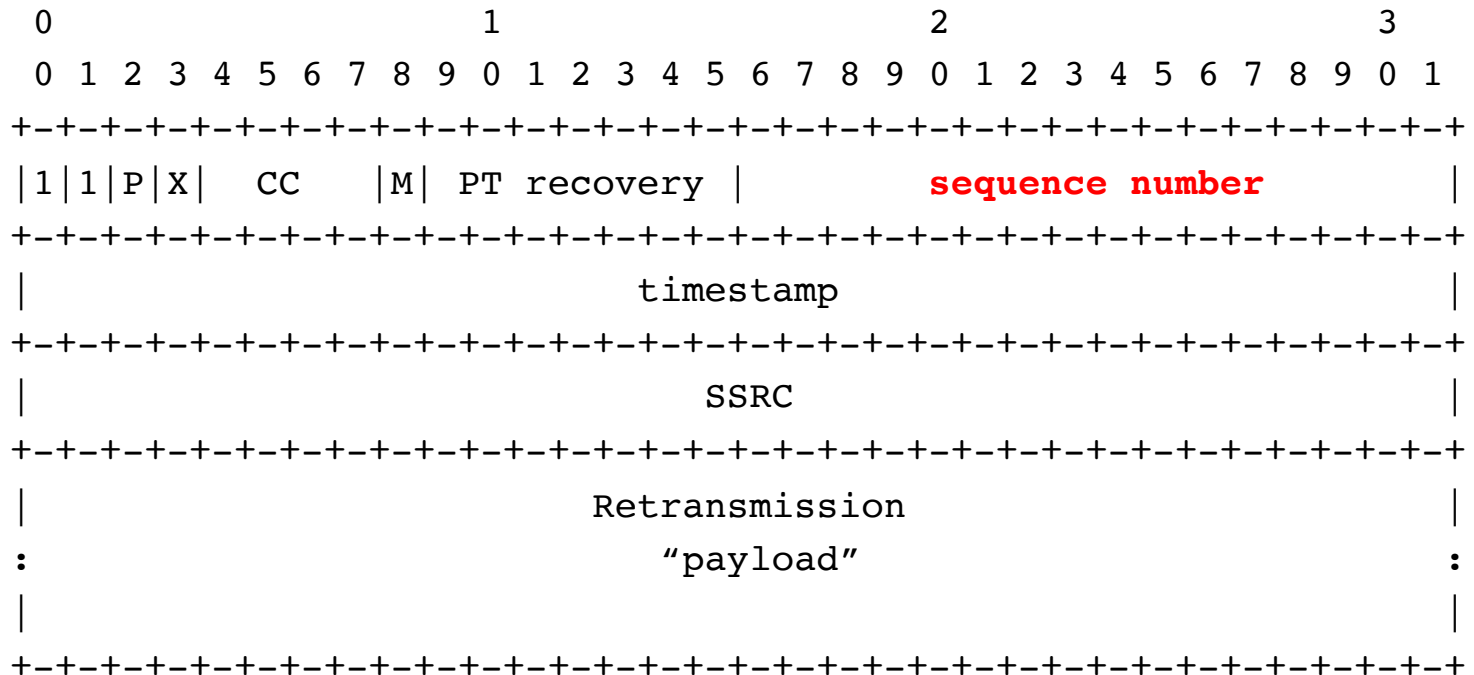 0                   1                   2                   3
 0 1 2 3 4 5 6 7 8 9 0 1 2 3 4 5 6 7 8 9 0 1 2 3 4 5 6 7 8 9 0 1
+-+-+-+-+-+-+-+-+-+-+-+-+-+-+-+-+-+-+-+-+-+-+-+-+-+-+-+-+-+-+-+-+
|1|1|P|X|  CC   |M| PT recovery |        sequence number        |
+-+-+-+-+-+-+-+-+-+-+-+-+-+-+-+-+-+-+-+-+-+-+-+-+-+-+-+-+-+-+-+-+
|                           timestamp                           |
+-+-+-+-+-+-+-+-+-+-+-+-+-+-+-+-+-+-+-+-+-+-+-+-+-+-+-+-+-+-+-+-+
|                              SSRC                             |
+-+-+-+-+-+-+-+-+-+-+-+-+-+-+-+-+-+-+-+-+-+-+-+-+-+-+-+-+-+-+-+-+
|                         Retransmission                        |
:                            “payload”                          :
|                                                               |
+-+-+-+-+-+-+-+-+-+-+-+-+-+-+-+-+-+-+-+-+-+-+-+-+-+-+-+-+-+-+-+-+